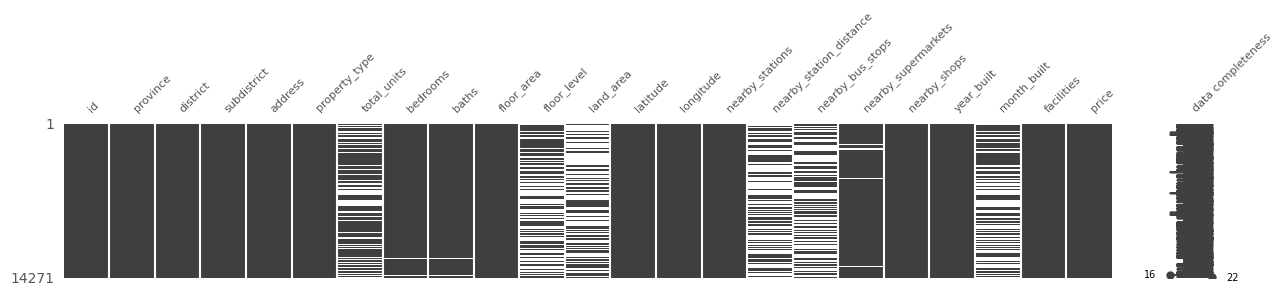 id
province
district
subdistrict
address
property_type
total_units
bedrooms
baths
floor_area
floor_level
land_area
latitude
longitude
nearby_stations
nearby_station_distance
nearby_bus_stops
nearby_supermarkets
nearby_shops
year_built
month_built
facilities
price
data completeness
1
14271
16
22